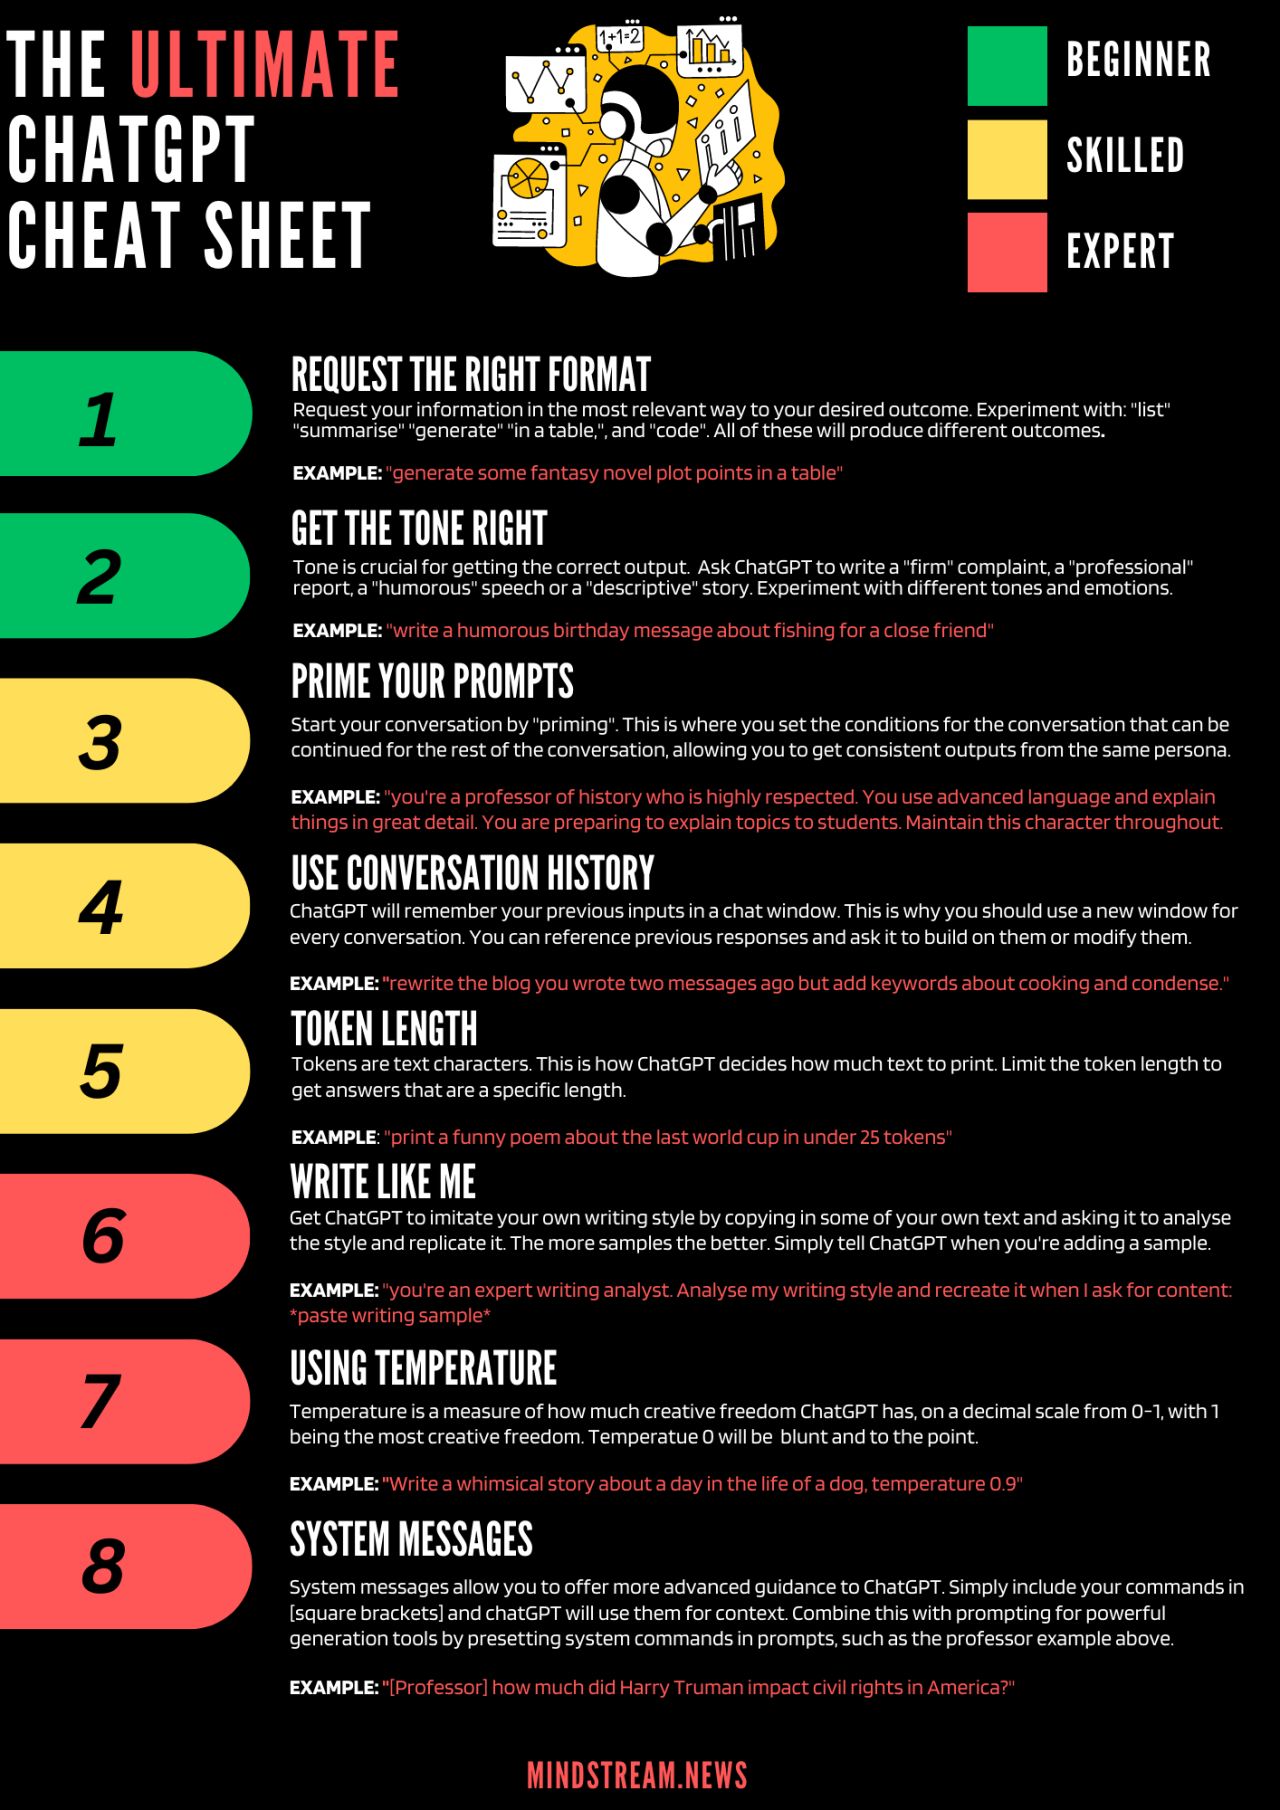 THE ULTIMATE
CHATGPT
CHEAT SHEET
1+1=2
BEGINNER
SKILLED
EXPERT
1
REQUEST THE RIGHT FORMAT
Request your information in the most relevant way to your desired outcome. Experiment with: "list"
"summarise" "generate" "in a table,", and "code". All of these will produce different outcomes.
EXAMPLE: "generate some fantasy novel plot points in a table"
2
GET THE TONE RIGHT
Tone is crucial for getting the correct output. Ask ChatGPT to write a "firm" complaint, a "professional"
report, a "humorous" speech or a "descriptive" story. Experiment with different tones and emotions.
EXAMPLE: "write a humorous birthday message about fishing for a close friend"
3
PRIME YOUR PROMPTS
Start your conversation by "priming". This is where you set the conditions for the conversation that can be
continued for the rest of the conversation, allowing you to get consistent outputs from the same persona.
EXAMPLE: "you're a professor of history who is highly respected. You use advanced language and explain
things in great detail. You are preparing to explain topics to students. Maintain this character throughout.
4
USE CONVERSATION HISTORY
ChatGPT will remember your previous inputs in a chat window. This is why you should use a new window for
every conversation. You can reference previous responses and ask it to build on them or modify them.
EXAMPLE: "rewrite the blog you wrote two messages ago but add keywords about cooking and condense."
5
TOKEN LENGTH
Tokens are text characters. This is how ChatGPT decides how much text to print. Limit the token length to
get answers that are a specific length.
EXAMPLE: "print a funny poem about the last world cup in under 25 tokens"
6
WRITE LIKE ME
Get ChatGPT to imitate your own writing style by copying in some of your own text and asking it to analyse
the style and replicate it. The more samples the better. Simply tell ChatGPT when you're adding a sample.
EXAMPLE: "you're an expert writing analyst. Analyse my writing style and recreate it when I ask for content:
*paste writing sample*
7
USING TEMPERATURE
Temperature is a measure of how much creative freedom ChatGPT has, on a decimal scale from 0-1, with 1
being the most creative freedom. Temperatue 0 will be blunt and to the point.
EXAMPLE: "Write a whimsical story about a day in the life of a dog, temperature 0.9"
8
SYSTEM MESSAGES
System messages allow you to offer more advanced guidance to ChatGPT. Simply include your commands in
[square brackets] and chatGPT will use them for context. Combine this with prompting for powerful
generation tools by presetting system commands in prompts, such as the professor example above.
EXAMPLE: "[Professor] how much did Harry Truman impact civil rights in America?"
MINDSTREAM.NEWS